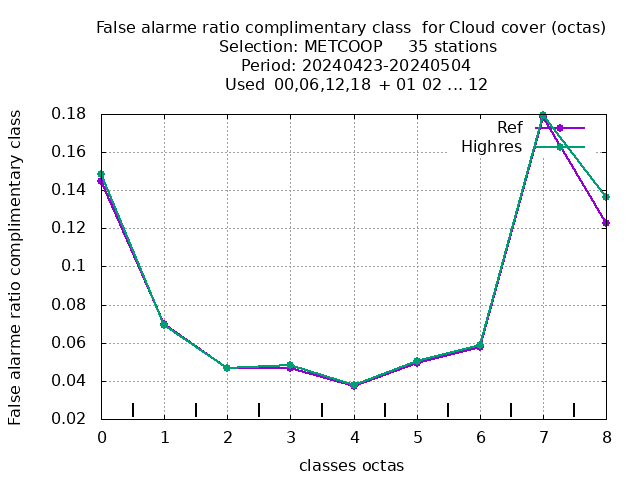 False alarme ratio complimentary class  for Cloud cover (octas)
Selection: METCOOP     35 stations
Period: 20240423-20240504
Used  00,06,12,18 + 01 02 ... 12
False alarme ratio complimentary class
0.18
0.16
0.14
0.12
0.1
0.08
0.06
0.04
0.02
Ref
Highres
0 1 2 3 4 5 6 7 8
classes octas